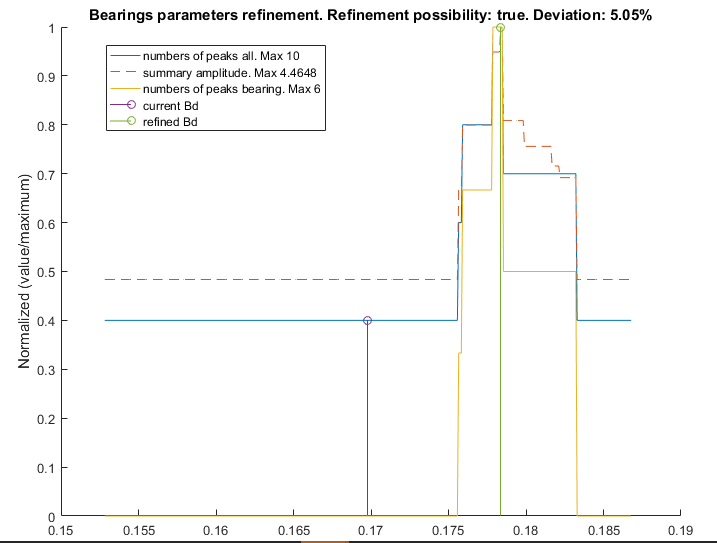 Bearings parameters refinement. Refinement possibility: true. Deviation: 5.05%
1
0.9
0.8
0.7
0.6
0.5
0.4
0.3
0.2
0.1
0
Normalized (value/maximum)
numbers of peaks all. Max 10
summary amplitude. Max 4.4648
numbers of peaks bearing. Max 6
current Bd
refined Bd
0.15
0.155
0.16
0.165
0.17
0.175
0.18
0.185
0.19